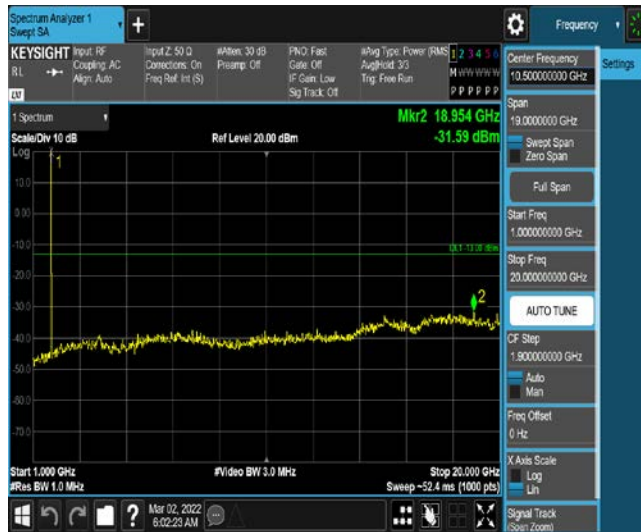 Spectrum Analyzer 1
Swept SA
+
Frequency
KEYSIGHT
RL
Input: RF
Coupling: AC
Align: Auto
Input Z: 50 Ω
Corrections: On
Freq Ref: Int (S)
#Atten: 30 dB
Preamp: Off
PNO: Fast
Gate: Off
IF Gain: Low
Sig Track: Off
#Avg Type: Power (RMS)
Avg|Hold: 3/3
Trig: Free Run
1 2 3 4 5 6
M W W W W W
P P P P P P
LXI
1 Spectrum
Scale/Div 10 dB
Ref Level 20.00 dBm
Mkr2 18.954 GHz
-31.59 dBm
Log
1
10.0
0.00
-10.0
DL1 -13.00 dBm
-20.0
-30.0
2
-40.0
-50.0
-60.0
-70.0
Start 1.000 GHz
#Video BW 3.0 MHz
Stop 20.000 GHz
#Res BW 1.0 MHz
Sweep ~52.4 ms (1000 pts)
Mar 02, 2022
6:02:23 AM
?
Center Frequency
10.500000000 GHz
Settings
Span
19.0000000 GHz
Swept Span
Zero Span
Full Span
Start Freq
1.000000000 GHz
Stop Freq
20.000000000 GHz
AUTO TUNE
CF Step
1.900000000 GHz
Auto
Man
Freq Offset
0 Hz
X Axis Scale
Log
Lin
Signal Track
(Span Zoom)